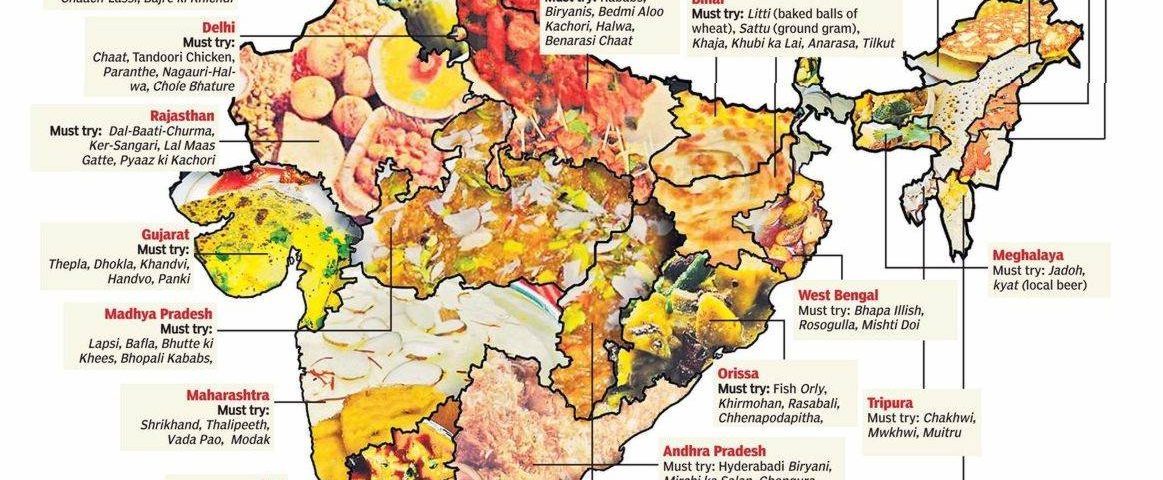 Chaach-Lassi, Bajre ki Khichdi
Delhi
Must try:
Chaat, Tandoori Chicken,
Paranthe, Nagauri-Hal-
wa, Chole Bhature
Rajasthan
Must try: Dal-Baati-Churma,
Ker-Sangari, Lal Maas
Gatte, Pyaaz ki Kachori
Gujarat
Must try:
Thepla, Dhokla, Khandvi,
Handvo, Panki
Madhya Pradesh
Must try:
Lapsi, Bafla, Bhutte ki
Khees, Bhopali Kababs,
Maharashtra
Must try:
Shrikhand, Thalipeeth,
Vada Pao, Modak
Must try: Kababs,
Biryanis, Bedmi Aloo
Kachori, Halwa,
Benarasi Chaat
Bihar
Must try: Litti (baked balls of
wheat), Sattu (ground gram),
Khaja, Khubi ka Lai, Anarasa, Tilkut
Meghalaya
Must try: Jadoh,
kyat (local beer)
West Bengal
Must try: Bhapa Illish,
Rosogulla, Mishti Doi
Orissa
Must try: Fish Orly,
Khirmohan, Rasabali,
Chhenapodapitha,
Tripura
Must try: Chakhwi,
Mwkhwi, Muitru
Andhra Pradesh
Must try: Hyderabadi Biryani,
Mirchi ka Salan, Ghongura